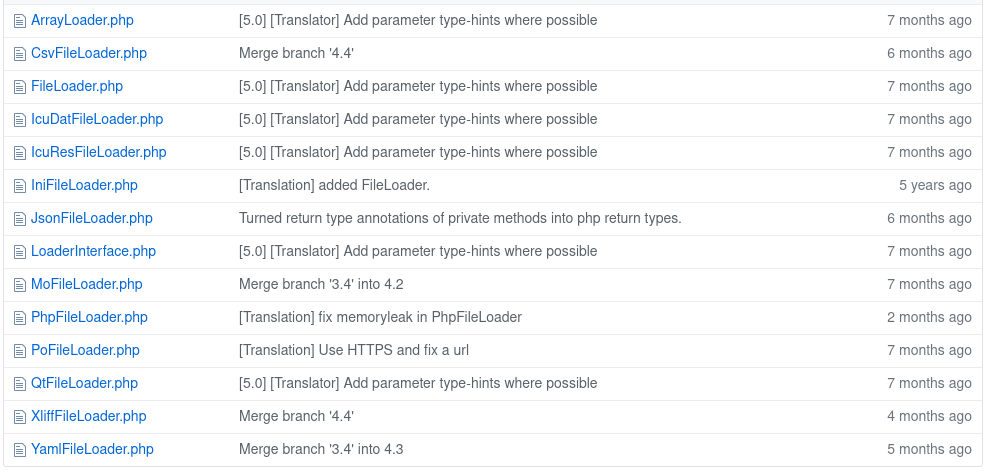 ArrayLoader.php [5.0] [Translator] Add parameter type-hints where possible 7 months ago
CsvFileLoader.php Merge branch '4.4' 6 months ago
FileLoader.php [5.0] [Translator] Add parameter type-hints where possible 7 months ago
IcuDatFileLoader.php [5.0] [Translator] Add parameter type-hints where possible 7 months ago
IcuResFileLoader.php [5.0] [Translator] Add parameter type-hints where possible 7 months ago
IniFileLoader.php [Translation] added FileLoader. 5 years ago
JsonFileLoader.php Turned return type annotations of private methods into php return types. 6 months ago
LoaderInterface.php [5.0] [Translator] Add parameter type-hints where possible 7 months ago
MoFileLoader.php Merge branch '3.4' into 4.2 7 months ago
PhpFileLoader.php [Translation] fix memoryleak in PhpFileLoader 2 months ago
PoFileLoader.php [Translation] Use HTTPS and fix a url 7 months ago
QtFileLoader.php [5.0] [Translator] Add parameter type-hints where possible 7 months ago
XliffFileLoader.php Merge branch '4.4' 4 months ago
YamlFileLoader.php Merge branch '3.4' into 4.3 5 months ago